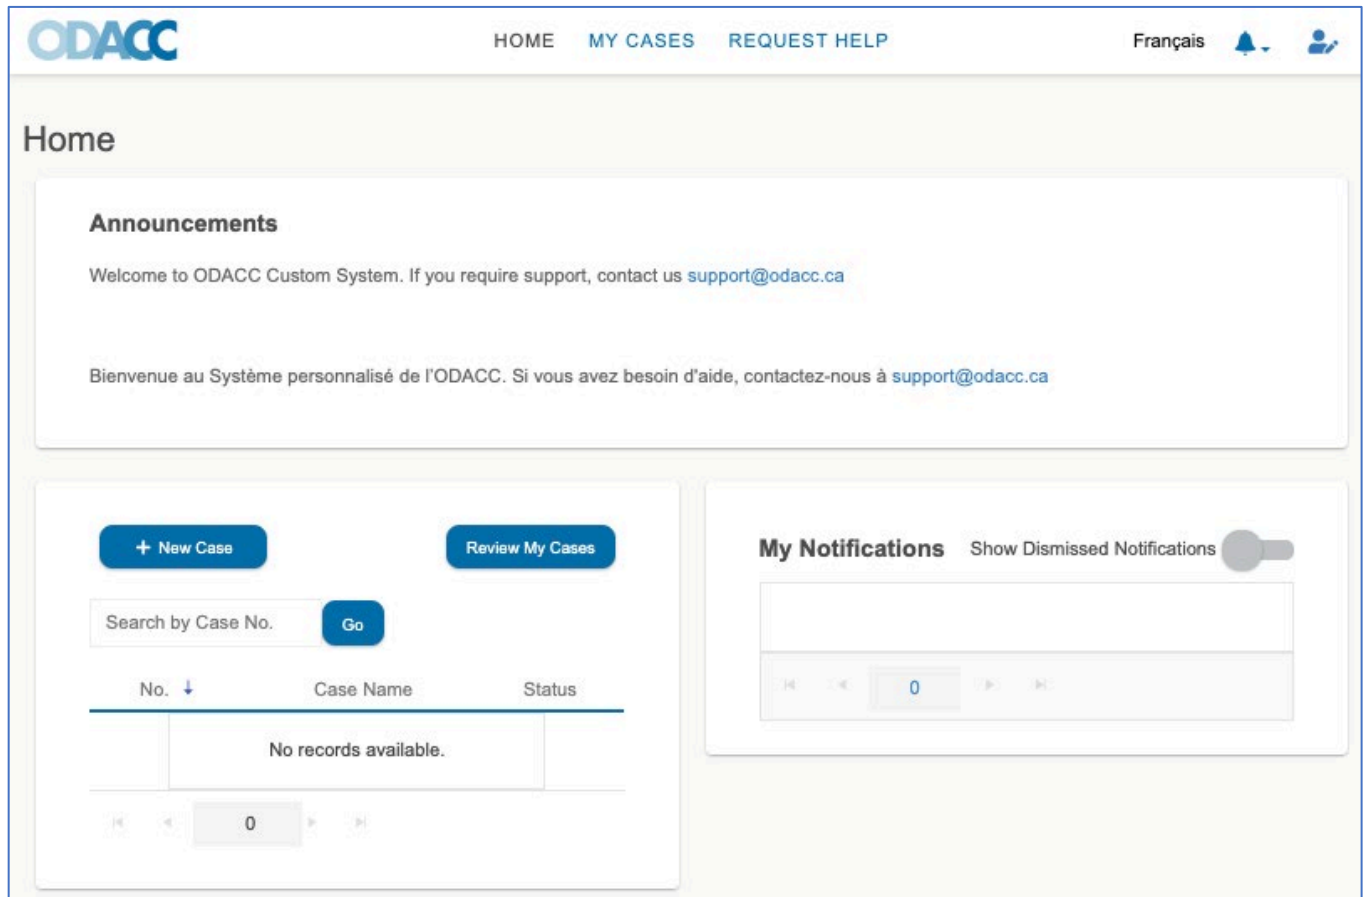 ODACC
HOME MY CASES REQUEST HELP Français
Home
Announcements
Welcome to ODACC Custom System. If you require support, contact us support@odacc.ca
Bienvenue au Système personnalisé de l'ODACC. Si vous avez besoin d'aide, contactez-nous à support@odacc.ca
+ New Case Review My Cases
Search by Case No. Go
No. ↓ Case Name Status
No records available.
0
My Notifications Show Dismissed Notifications
0